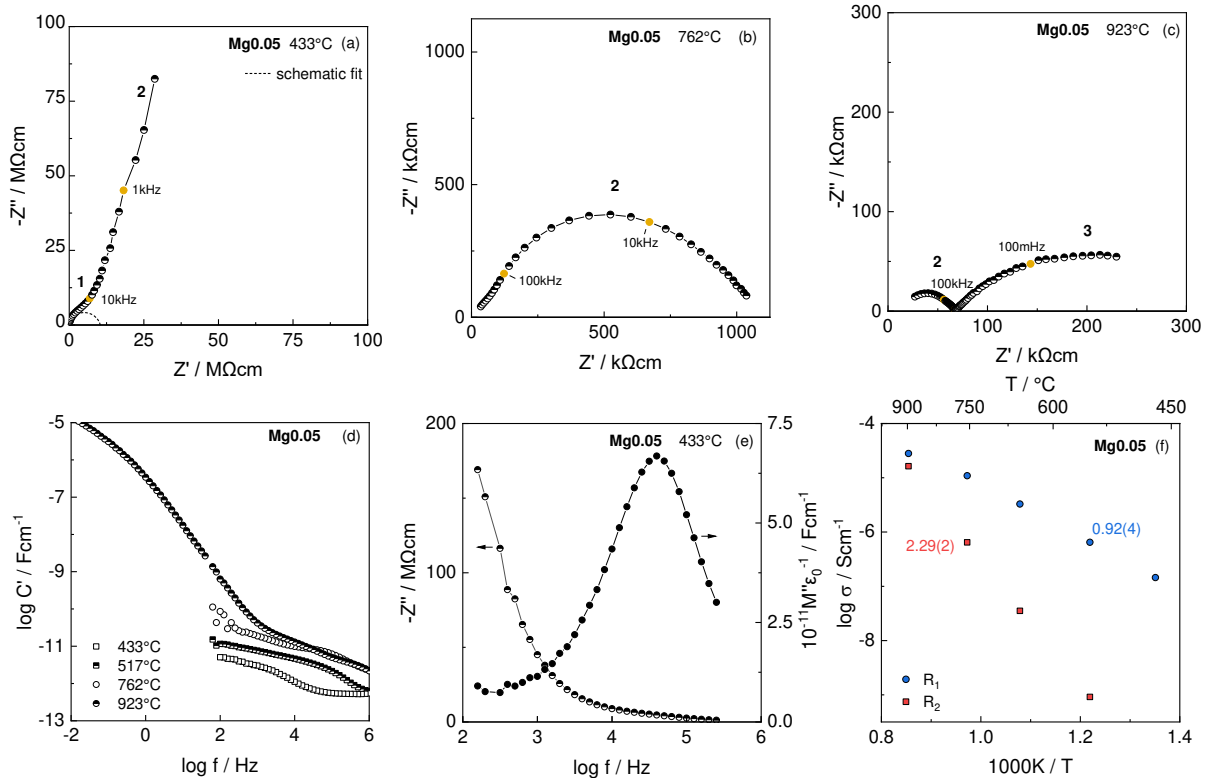 Mg0.05 433°C (a)
schematic fit
2
1kHz
1
10kHz
100
75
50
25
0
0 25 50 75 100
-Z'' / MΩcm
Z' / MΩcm
Mg0.05 762°C (b)
2
10kHz
100kHz
1000
500
0
0 250 500 750 1000
-Z'' / kΩcm
Z' / kΩcm
Mg0.05 923°C (c)
3
100mHz
2
100kHz
300
200
100
0
0 100 200 300
-Z'' / kΩcm
Z' / kΩcm
Mg0.05 (d)
-5
-7
-9
-11
-13
433°C
517°C
762°C
923°C
-2 0 2 4 6
log C' / Fcm-1
log f / Hz
Mg0.05 433°C (e)
200
100
0
7.5
5.0
2.5
0.0
2 3 4 5 6
-Z'' / MΩcm
10-11M''ε0-1 / Fcm-1
log f / Hz
T / °C
900 750 600 450
Mg0.05 (f)
-4
-6
-8
0.92(4)
2.29(2)
R1
R2
0.8 1.0 1.2 1.4
log σ / Scm-1
1000K / T